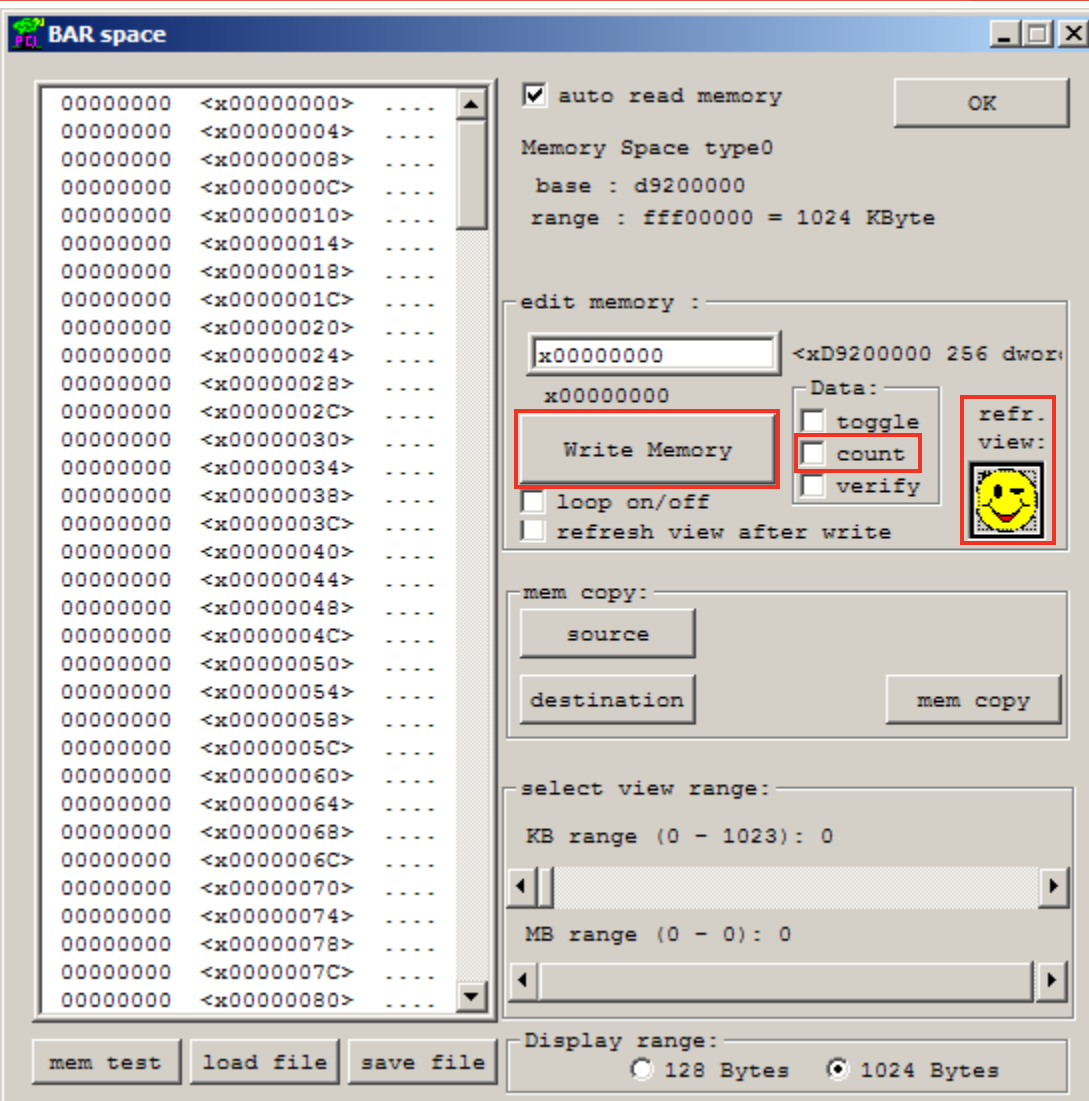 PCI BAR space
00000000 <x00000000> ....
00000000 <x00000004> ....
00000000 <x00000008> ....
00000000 <x0000000C> ....
00000000 <x00000010> ....
00000000 <x00000014> ....
00000000 <x00000018> ....
00000000 <x0000001C> ....
00000000 <x00000020> ....
00000000 <x00000024> ....
00000000 <x00000028> ....
00000000 <x0000002C> ....
00000000 <x00000030> ....
00000000 <x00000034> ....
00000000 <x00000038> ....
00000000 <x0000003C> ....
00000000 <x00000040> ....
00000000 <x00000044> ....
00000000 <x00000048> ....
00000000 <x0000004C> ....
00000000 <x00000050> ....
00000000 <x00000054> ....
00000000 <x00000058> ....
00000000 <x0000005C> ....
00000000 <x00000060> ....
00000000 <x00000064> ....
00000000 <x00000068> ....
00000000 <x0000006C> ....
00000000 <x00000070> ....
00000000 <x00000074> ....
00000000 <x00000078> ....
00000000 <x0000007C> ....
00000000 <x00000080> ....
mem test load file save file
auto read memory
OK
Memory Space type0
base : d9200000
range : fff00000 = 1024 KByte
edit memory :
x00000000 <xD9200000 256 dwor
x00000000
Write Memory
Data:
toggle
count
verify
refr.
view:
loop on/off
refresh view after write
mem copy:
source
destination
mem copy
select view range:
KB range (0 - 1023): 0
MB range (0 - 0): 0
Display range:
128 Bytes 1024 Bytes